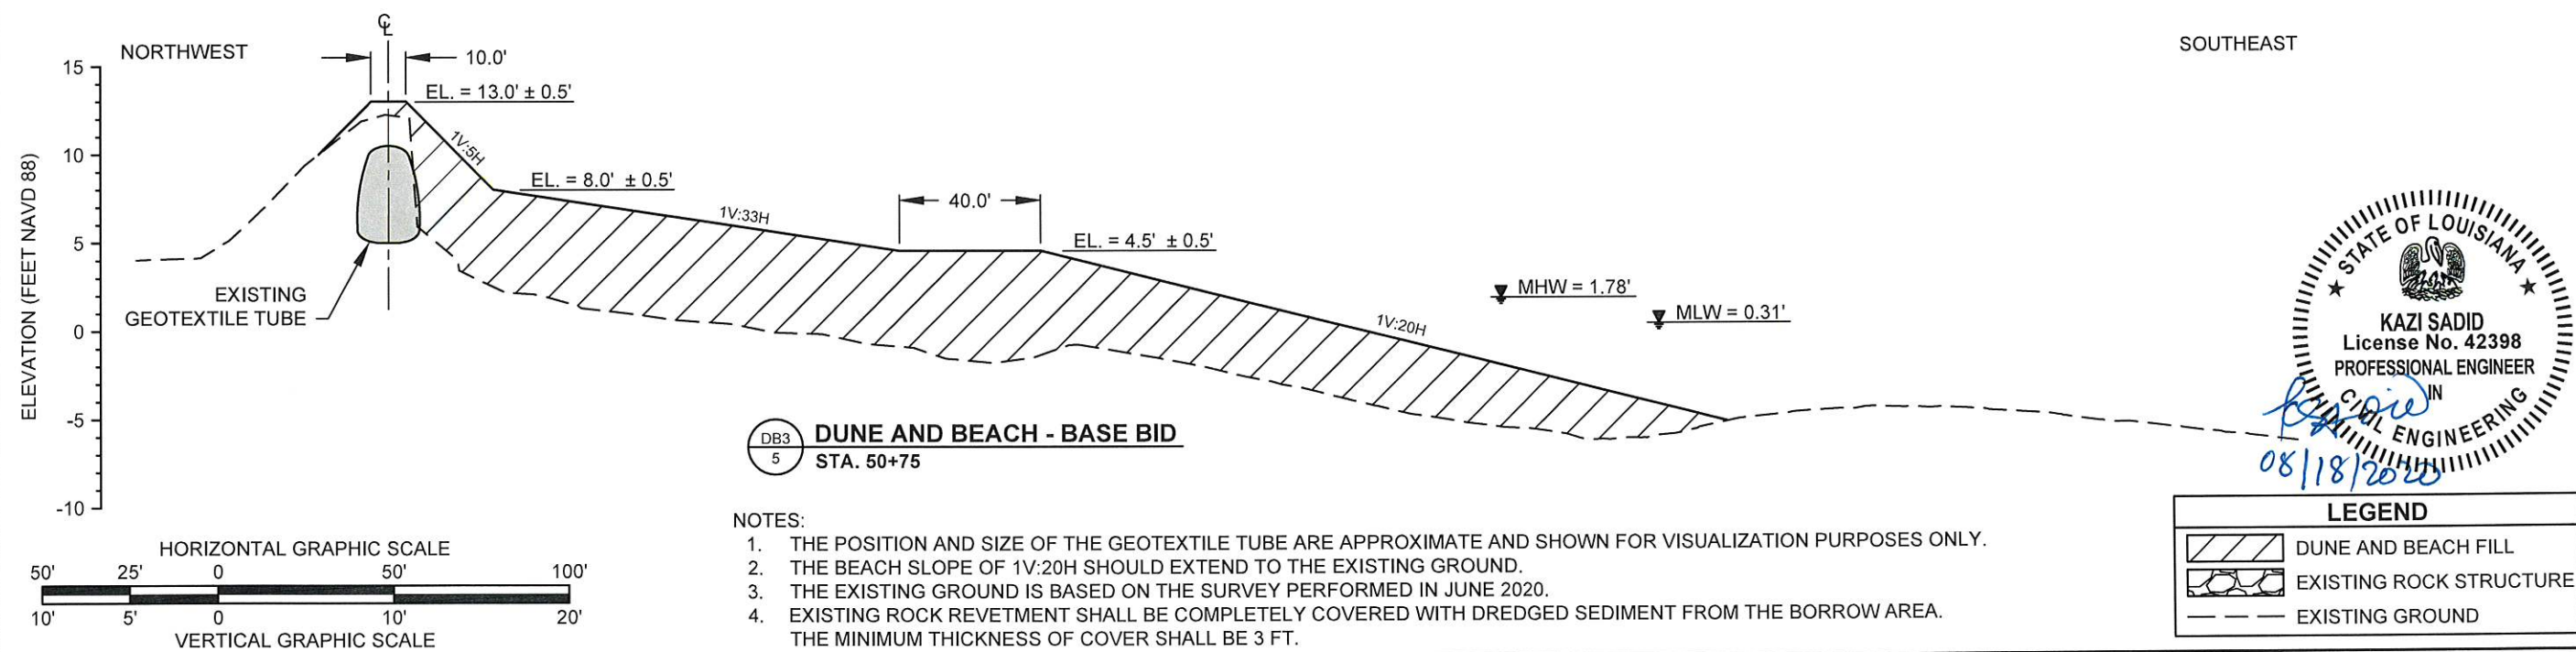 NORTHWEST
℄
10.0'
SOUTHEAST
15
10
5
0
-5
-10
ELEVATION (FEET NAVD 88)
EL. = 13.0' ± 0.5'
1V:5H
EL. = 8.0' ± 0.5'
1V:33H
40.0'
EL. = 4.5' ± 0.5'
1V:20H
MHW = 1.78'
MLW = 0.31'
EXISTING
GEOTEXTILE TUBE
DB3
5
DUNE AND BEACH - BASE BID
STA. 50+75
STATE OF LOUISIANA
KAZI SADID
License No. 42398
PROFESSIONAL ENGINEER
IN
CIVIL ENGINEERING
08/18/2020
HORIZONTAL GRAPHIC SCALE
50' 25' 0 50' 100'
10' 5' 0 10' 20'
VERTICAL GRAPHIC SCALE
NOTES:
1. THE POSITION AND SIZE OF THE GEOTEXTILE TUBE ARE APPROXIMATE AND SHOWN FOR VISUALIZATION PURPOSES ONLY.
2. THE BEACH SLOPE OF 1V:20H SHOULD EXTEND TO THE EXISTING GROUND.
3. THE EXISTING GROUND IS BASED ON THE SURVEY PERFORMED IN JUNE 2020.
4. EXISTING ROCK REVETMENT SHALL BE COMPLETELY COVERED WITH DREDGED SEDIMENT FROM THE BORROW AREA.
THE MINIMUM THICKNESS OF COVER SHALL BE 3 FT.
LEGEND
DUNE AND BEACH FILL
EXISTING ROCK STRUCTURE
EXISTING GROUND